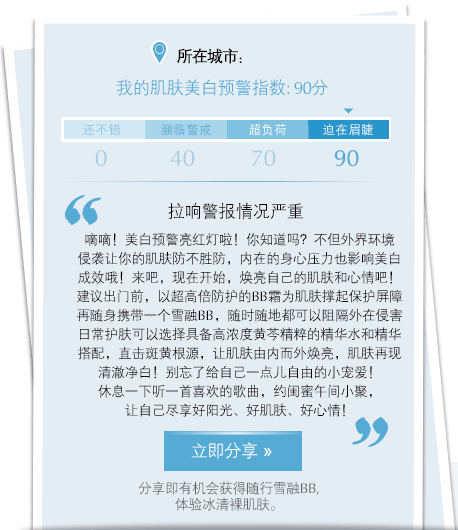 所在城市：
我的肌肤美白预警指数: 90分
还不错 濒临警戒 超负荷 迫在眉睫
0 40 70 90
拉响警报情况严重
嘀嘀！美白预警亮红灯啦！你知道吗？不但外界环境
侵袭让你的肌肤防不胜防，内在的身心压力也影响美白
成效哦！来吧，现在开始，焕亮自己的肌肤和心情吧！
建议出门前，以超高倍防护的BB霜为肌肤撑起保护屏障
再随身携带一个雪融BB，随时随地都可以阻隔外在侵害
日常护肤可以选择具备高浓度黄芩精粹的精华水和精华
搭配，直击斑黄根源，让肌肤由内而外焕亮，肌肤再现
清澈净白！别忘了给自己一点儿自由的小宠爱！
休息一下听一首喜欢的歌曲，约闺蜜午间小聚，
让自己尽享好阳光、好肌肤、好心情！
立即分享 »
分享即有机会获得随行雪融BB,
体验冰清裸肌肤。